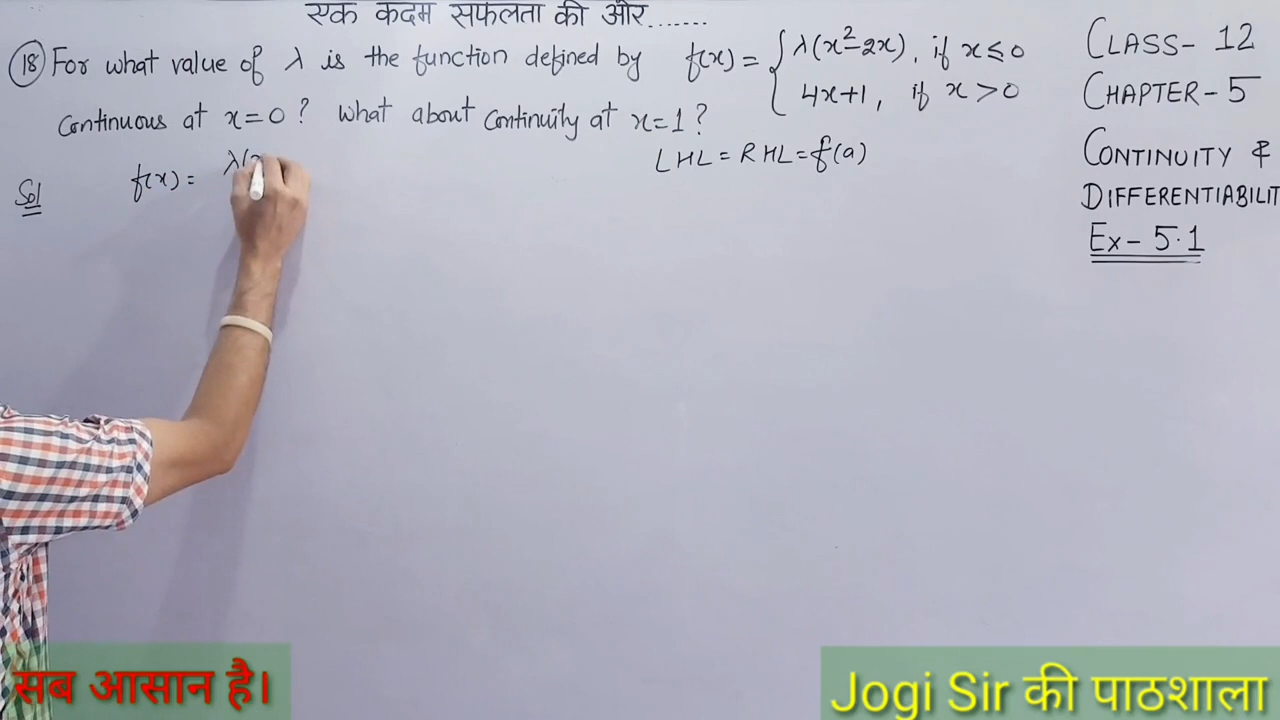 एक कदम सफलता की ओर.......
(18) For what value of λ is the function defined by f(x) = { λ(x²-2x), if x ≤ 0
4x+1, if x > 0
Continuous at x=0? What about Continuity at x=1?
LHL = RHL = f(a)
Sol f(x) = λ(x
CLASS- 12
CHAPTER- 5
CONTINUITY &
DIFFERENTIABILIT
Ex- 5.1
सब आसान है।
Jogi Sir की पाठशाला